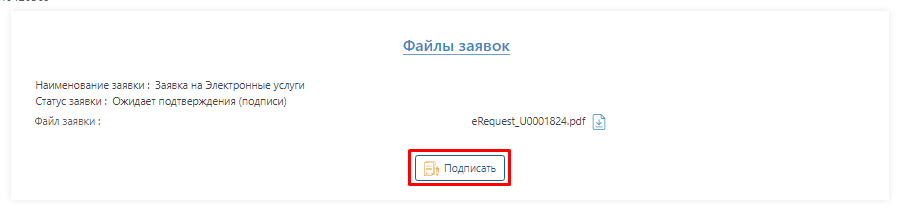 Файлы заявок
Наименование заявки : Заявка на Электронные услуги
Статус заявки : Ожидает подтверждения (подписи)
Файл заявки : eRequest_U0001824.pdf
Подписать